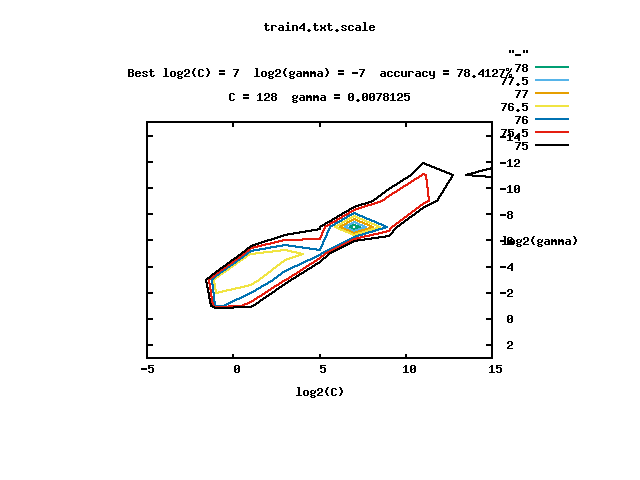 train4.txt.scale
"-"
Best log2(C) = 7  log2(gamma) = -7  accuracy = 78.4127%
78
77.5
77
C = 128  gamma = 0.0078125
76.5
76
75.5
-14
75
-12
-10
-8
-6
log2(gamma)
-4
-2
0
2
-5 0 5 10 15
log2(C)